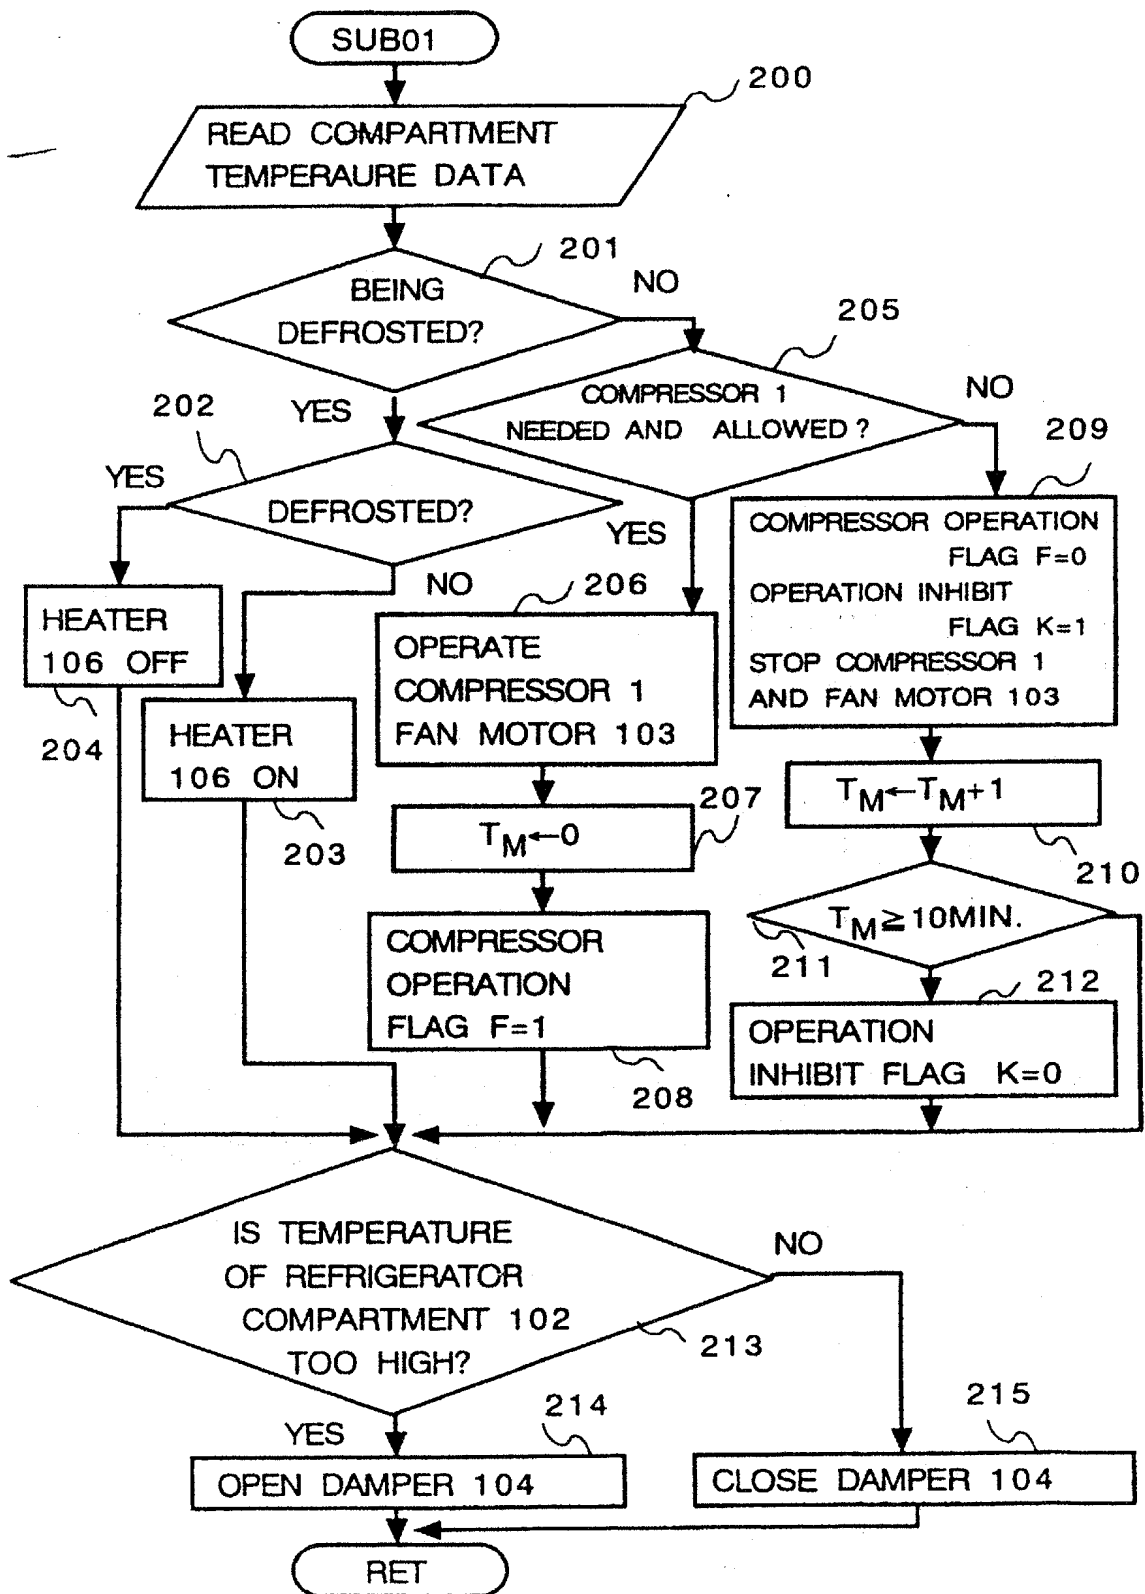 SUB01
200
READ COMPARTMENT
TEMPERAURE DATA
201
BEING
DEFROSTED?
NO
205
YES
COMPRESSOR 1
NEEDED AND ALLOWED?
NO
202
YES
DEFROSTED?
NO
YES
209
COMPRESSOR OPERATION
FLAG F=0
OPERATION INHIBIT
FLAG K=1
STOP COMPRESSOR 1
AND FAN MOTOR 103
HEATER
106 OFF
204
HEATER
106 ON
203
206
OPERATE
COMPRESSOR 1
FAN MOTOR 103
207
TM←0
COMPRESSOR
OPERATION
FLAG F=1
208
TM←TM+1
210
TM≧10MIN.
211
212
OPERATION
INHIBIT FLAG K=0
IS TEMPERATURE
OF REFRIGERATOR
COMPARTMENT 102
TOO HIGH?
213
NO
YES
214
OPEN DAMPER 104
215
CLOSE DAMPER 104
RET